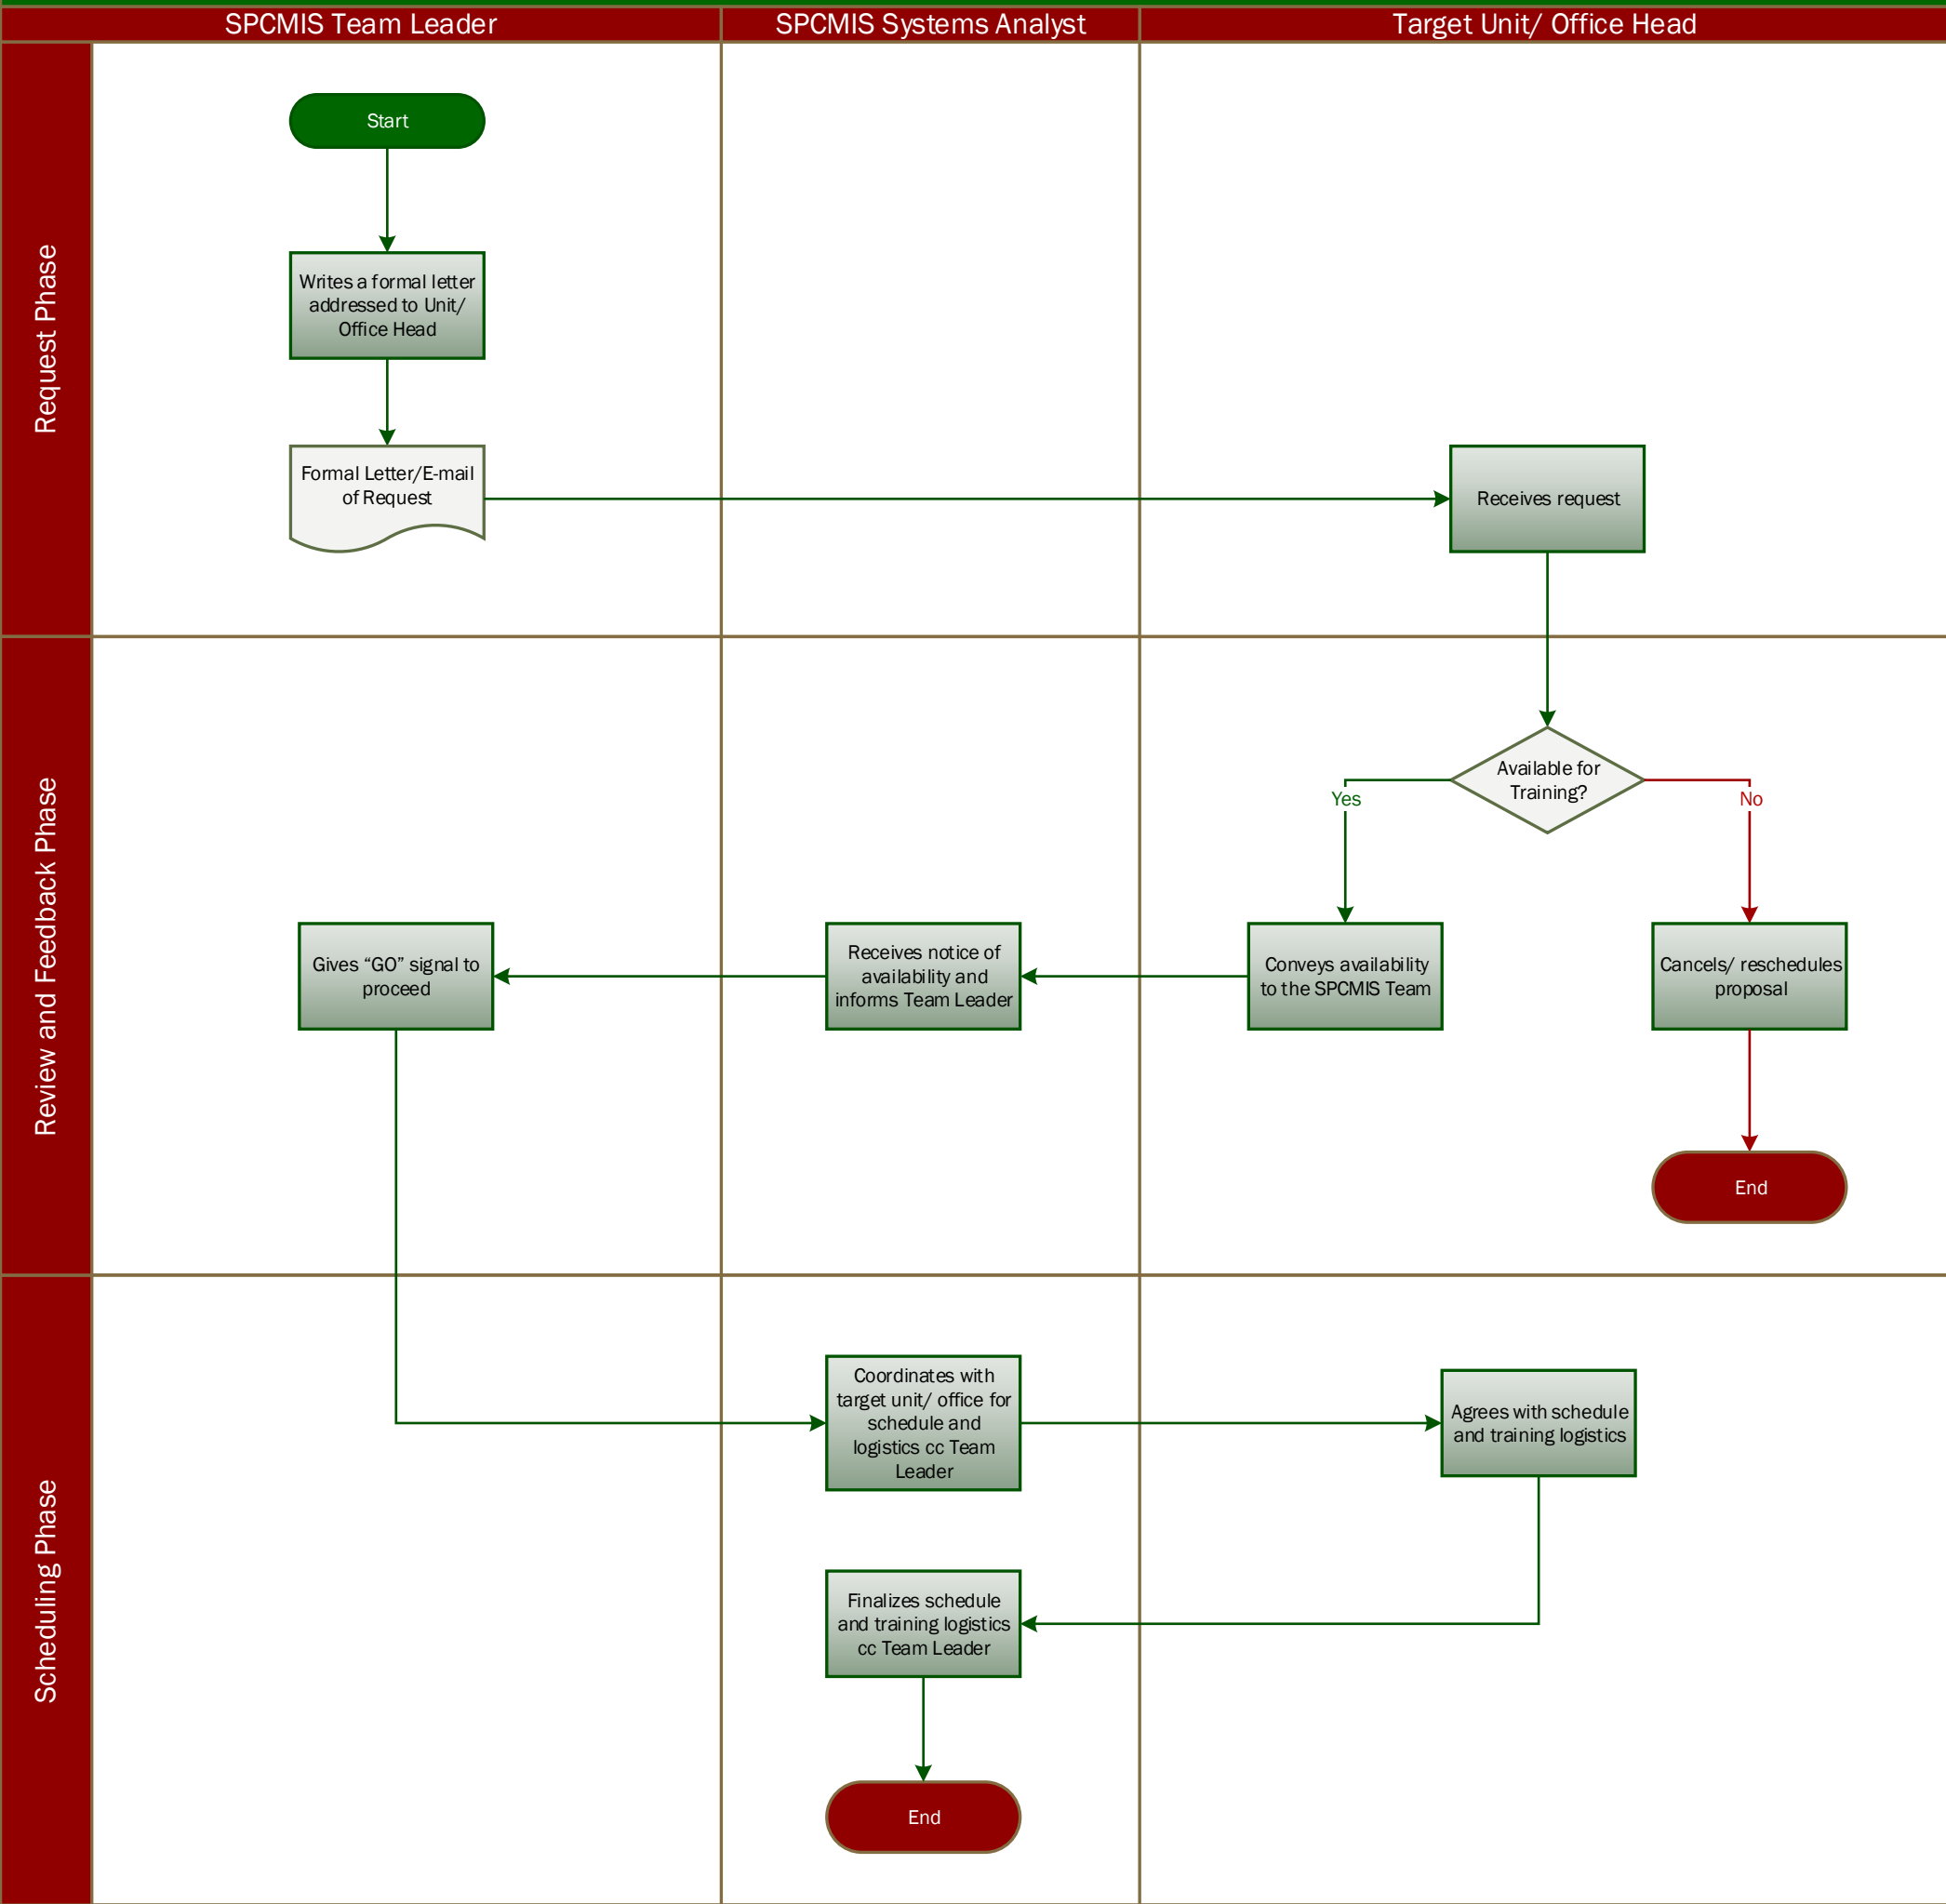 SPCMIS Team Leader
SPCMIS Systems Analyst
Target Unit/ Office Head
Request Phase
Start
Writes a formal letter
addressed to Unit/
Office Head
Formal Letter/E-mail
of Request
Receives request
Review and Feedback Phase
Available for
Training?
Yes
No
Gives “GO” signal to
proceed
Receives notice of
availability and
informs Team Leader
Conveys availability
to the SPCMIS Team
Cancels/ reschedules
proposal
End
Scheduling Phase
Coordinates with
target unit/ office for
schedule and
logistics cc Team
Leader
Agrees with schedule
and training logistics
Finalizes schedule
and training logistics
cc Team Leader
End